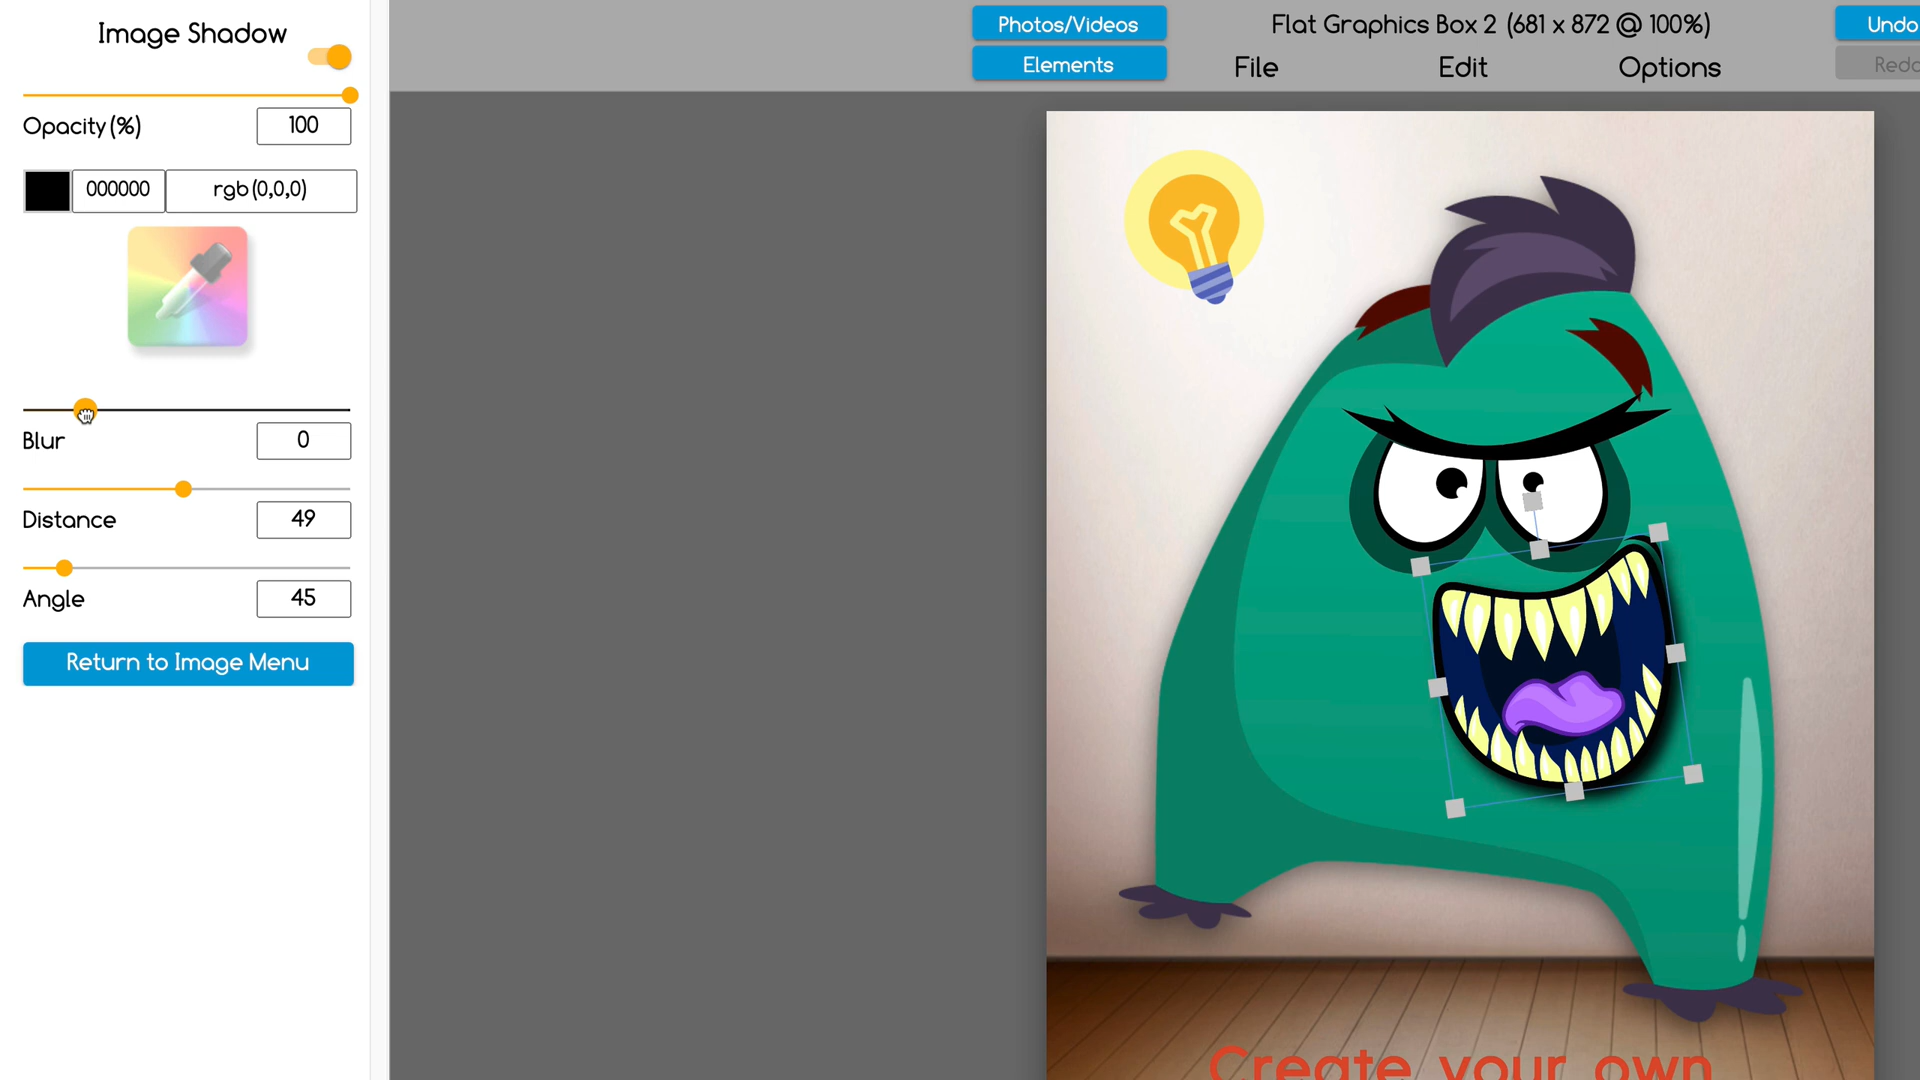 Image Shadow
Opacity (%)
100
000000
rgb(0,0,0)
Blur
0
Distance
49
Angle
45
Return to Image Menu
Photos/Videos
Elements
Flat Graphics Box 2 (681 x 872 @ 100%)
File
Edit
Options
Undo
Redo
Create your own